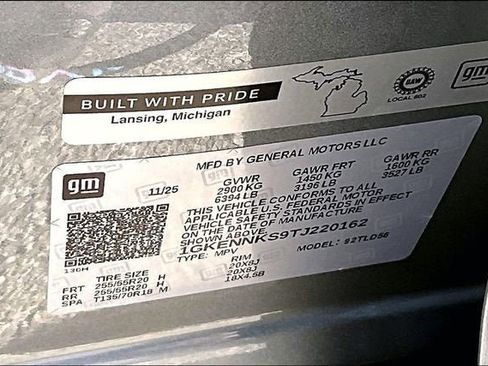 BUILT WITH PRIDE
Lansing, Michigan
UAW
LOCAL 602
gm
gm
11/25
MFD BY GENERAL MOTORS LLC
GVWR GAWR FRT GAWR RR
2900 KG 1450 KG 1600 KG
6394 LB 3196 LB 3527 LB
THIS VEHICLE CONFORMS TO ALL
APPLICABLE U.S. FEDERAL MOTOR
VEHICLE SAFETY STANDARDS IN EFFECT
ON THE DATE OF MANUFACTURE
SHOWN ABOVE
1GKENNKS9TJ220162
TYPE: MPV MODEL: 92TLD56
13GH
TIRE SIZE RIM
FRT 255/55R20 H 20X8J
RR 255/55R20 H 20X8J
SPA T135/70R18 M 18X4.5B